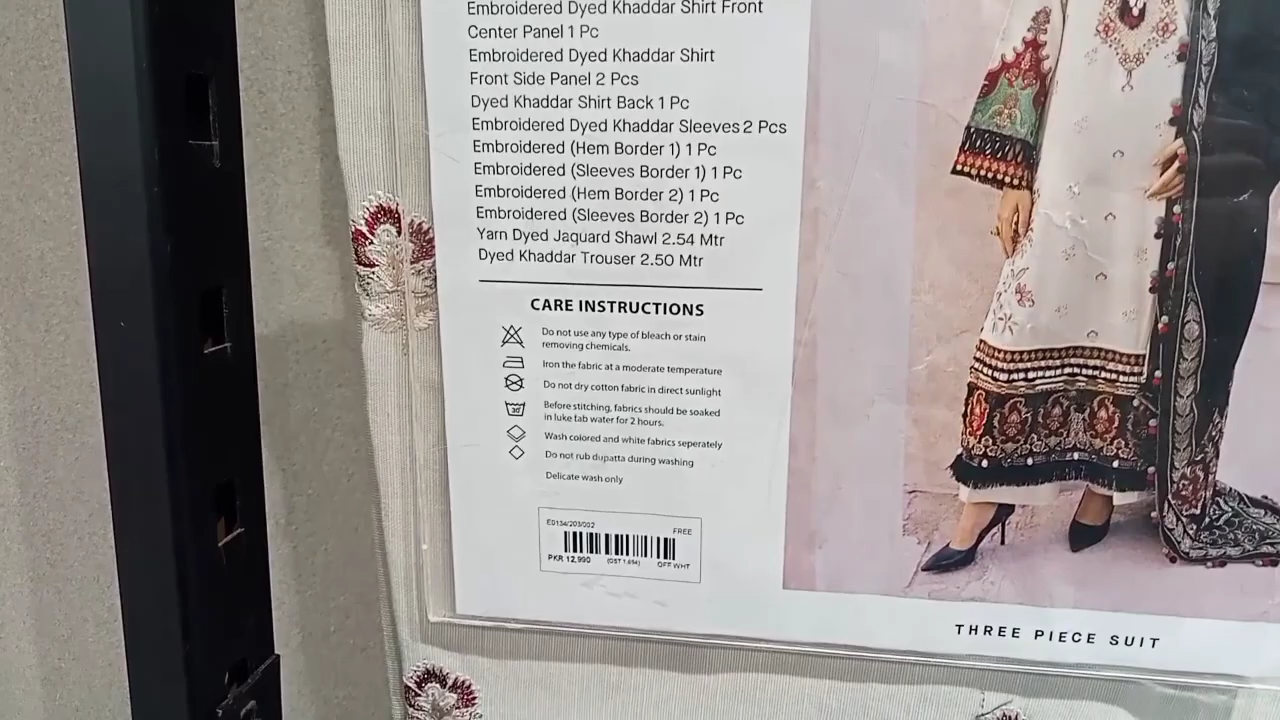 Embroidered Dyed Khaddar Shirt Front
Center Panel 1 Pc
Embroidered Dyed Khaddar Shirt
Front Side Panel 2 Pcs
Dyed Khaddar Shirt Back 1 Pc
Embroidered Dyed Khaddar Sleeves 2 Pcs
Embroidered (Hem Border 1) 1 Pc
Embroidered (Sleeves Border 1) 1 Pc
Embroidered (Hem Border 2) 1 Pc
Embroidered (Sleeves Border 2) 1 Pc
Yarn Dyed Jaquard Shawl 2.54 Mtr
Dyed Khaddar Trouser 2.50 Mtr
CARE INSTRUCTIONS
Do not use any type of bleach or stain
removing chemicals.
Iron the fabric at a moderate temperature
Do not dry cotton fabric in direct sunlight
30°
Before stitching, fabrics should be soaked
in luke tab water for 2 hours.
Wash colored and white fabrics seperately
Do not rub dupatta during washing
Delicate wash only
E0134/203/002
FREE
PKR 12,990 (GST 1,854) OFF WHT
THREE PIECE SUIT